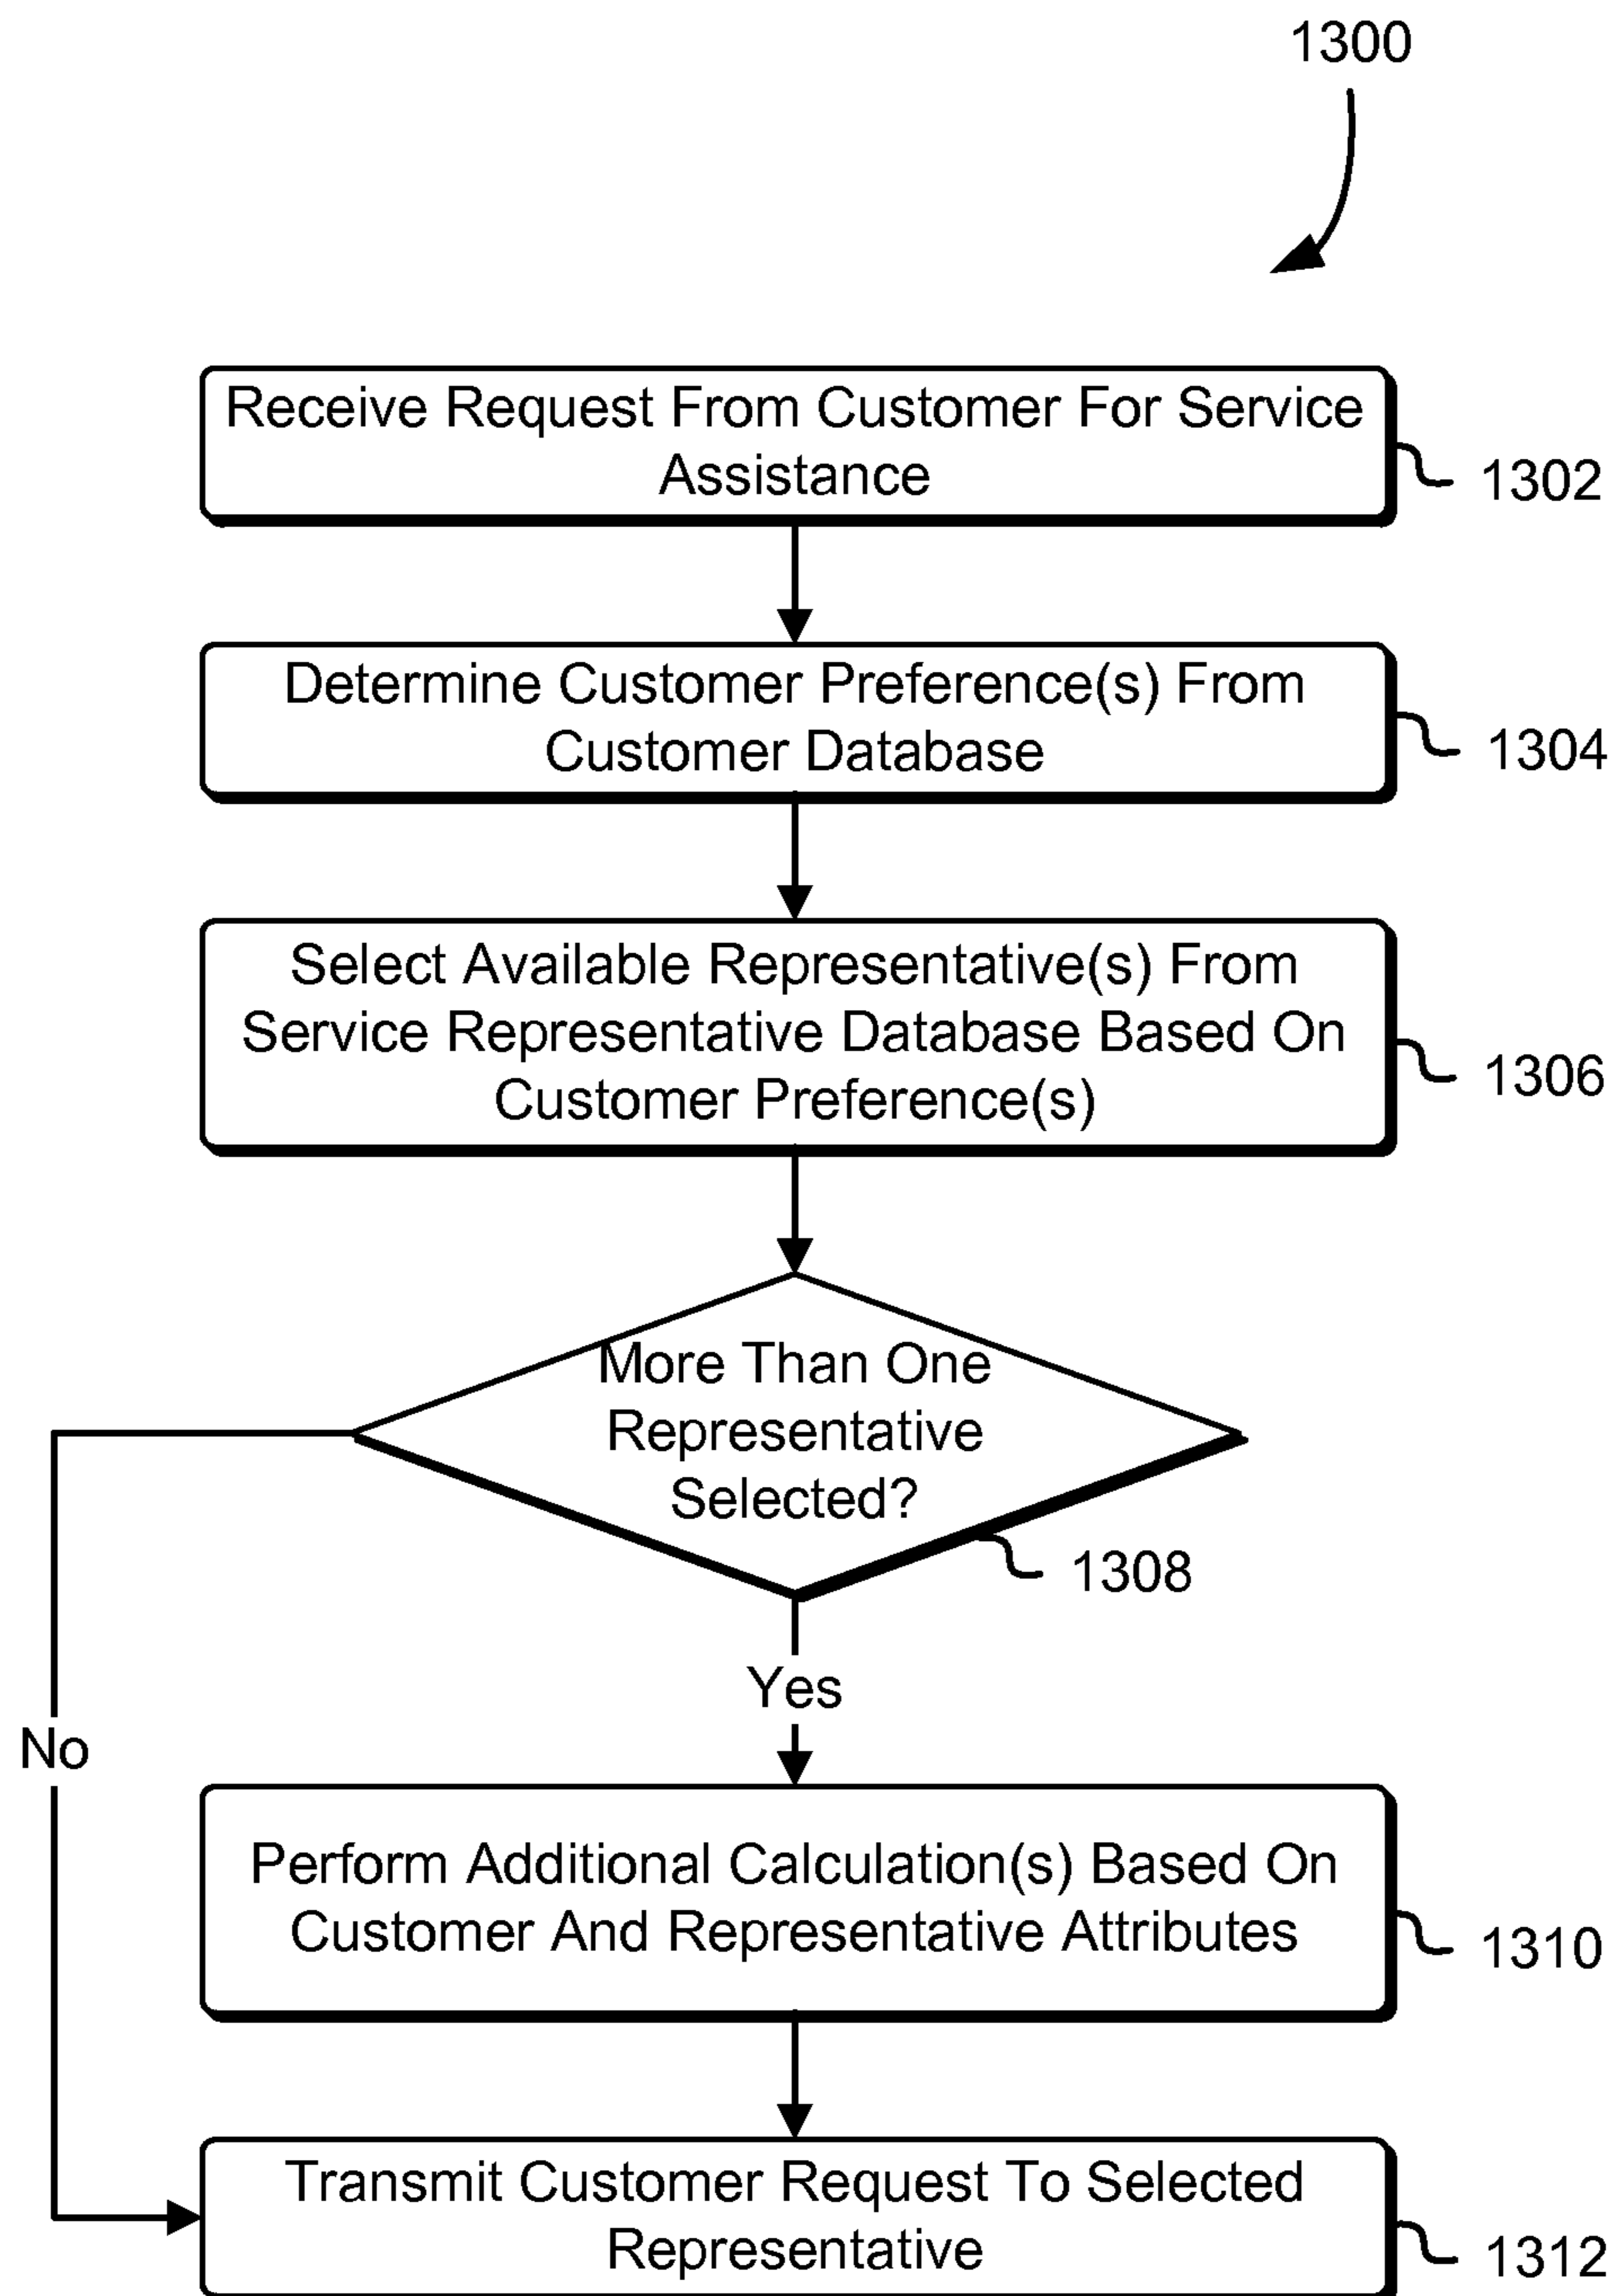 1300
Receive Request From Customer For Service
Assistance
1302
Determine Customer Preference(s) From
Customer Database
1304
Select Available Representative(s) From
Service Representative Database Based On
Customer Preference(s)
1306
More Than One
Representative
Selected?
1308
Yes
No
Perform Additional Calculation(s) Based On
Customer And Representative Attributes
1310
Transmit Customer Request To Selected
Representative
1312